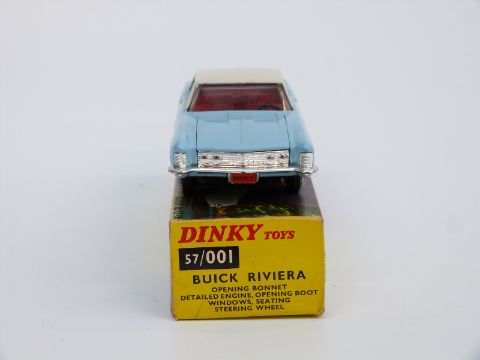 DINKY TOYS
57/001
BUICK RIVIERA
OPENING BONNET
DETAILED ENGINE, OPENING BOOT
WINDOWS, SEATING
STEERING WHEEL